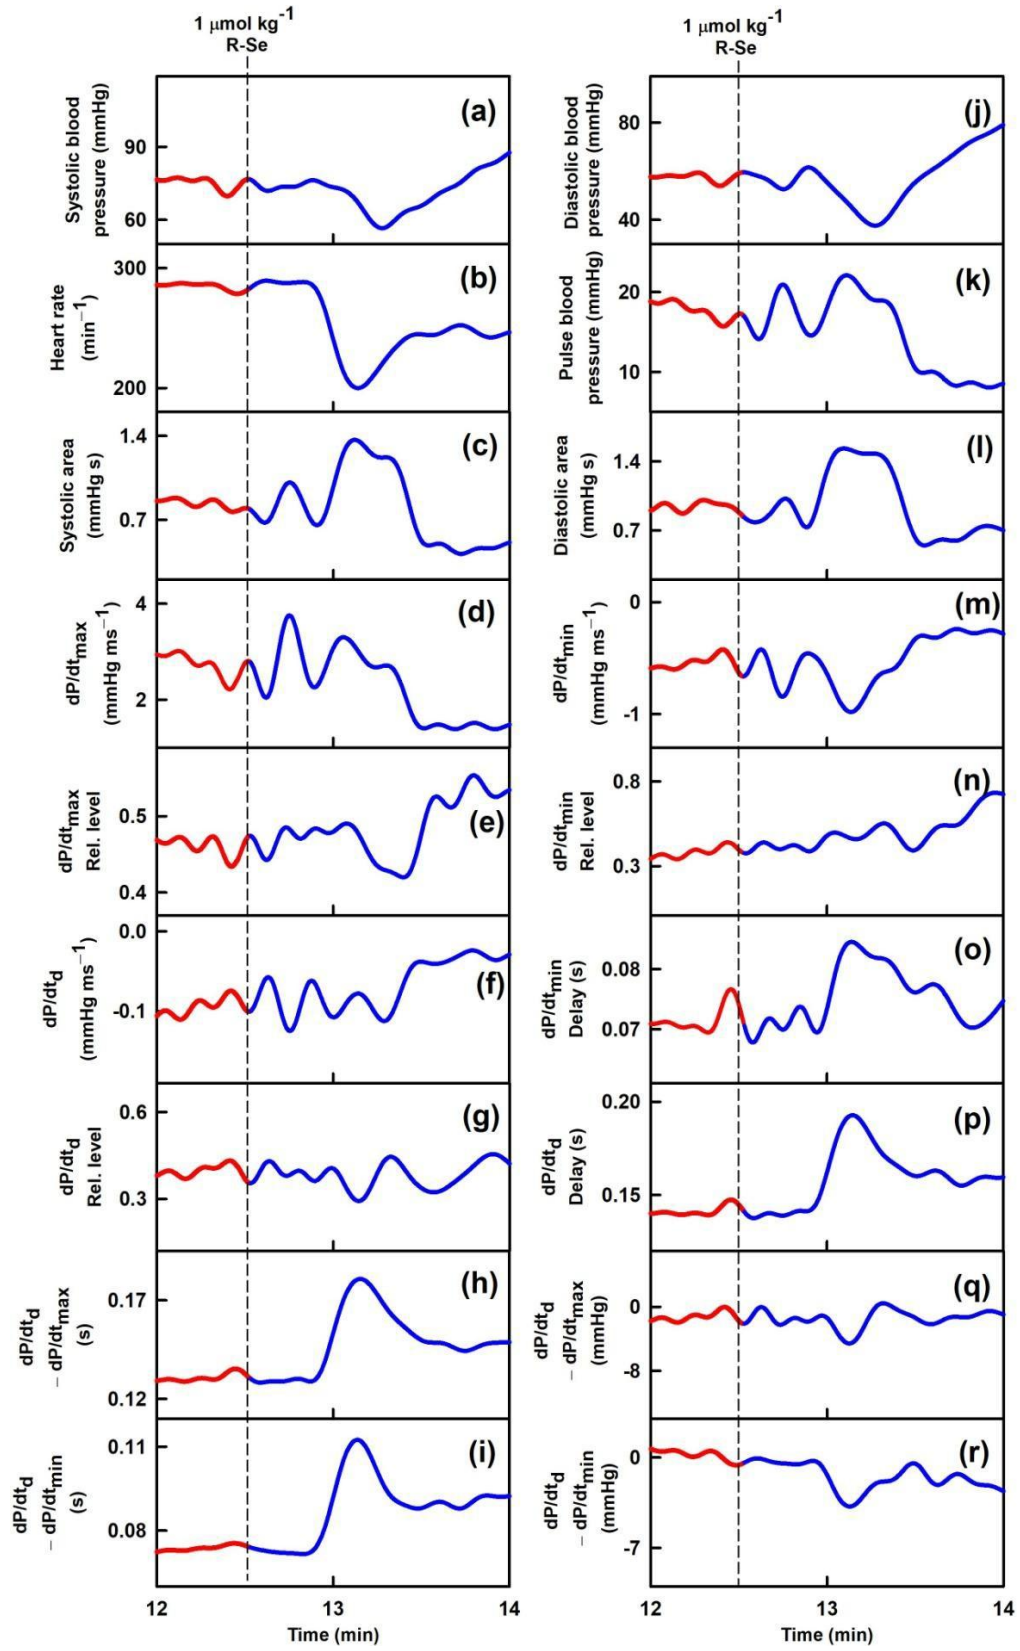 1 μmol kg⁻¹
R-Se
1 μmol kg⁻¹
R-Se
Systolic blood
pressure (mmHg)
90
60
(a)
Diastolic blood
pressure (mmHg)
80
40
(j)
Heart rate
(min⁻¹)
300
200
(b)
Pulse blood
pressure (mmHg)
20
10
(k)
Systolic area
(mmHg s)
1.4
0.7
(c)
Diastolic area
(mmHg s)
1.4
0.7
(l)
dP/dtmax
(mmHg ms⁻¹)
4
2
(d)
dP/dtmin
(mmHg ms⁻¹)
0
-1
(m)
dP/dtmax
Rel. level
0.5
0.4
(e)
dP/dtmin
Rel. level
0.8
0.3
(n)
dP/dtd
(mmHg ms⁻¹)
0.0
-0.1
(f)
dP/dtmin
Delay (s)
0.08
0.07
(o)
dP/dtd
Rel. level
0.6
0.3
(g)
dP/dtd
Delay (s)
0.20
0.15
(p)
dP/dtd
– dP/dtmax
(s)
0.17
0.12
(h)
dP/dtd
– dP/dtmax
(mmHg)
0
-8
(q)
dP/dtd
– dP/dtmin
(s)
0.11
0.08
(i)
dP/dtd
– dP/dtmin
(mmHg)
0
-7
(r)
12 13 14
Time (min)
12 13 14
Time (min)